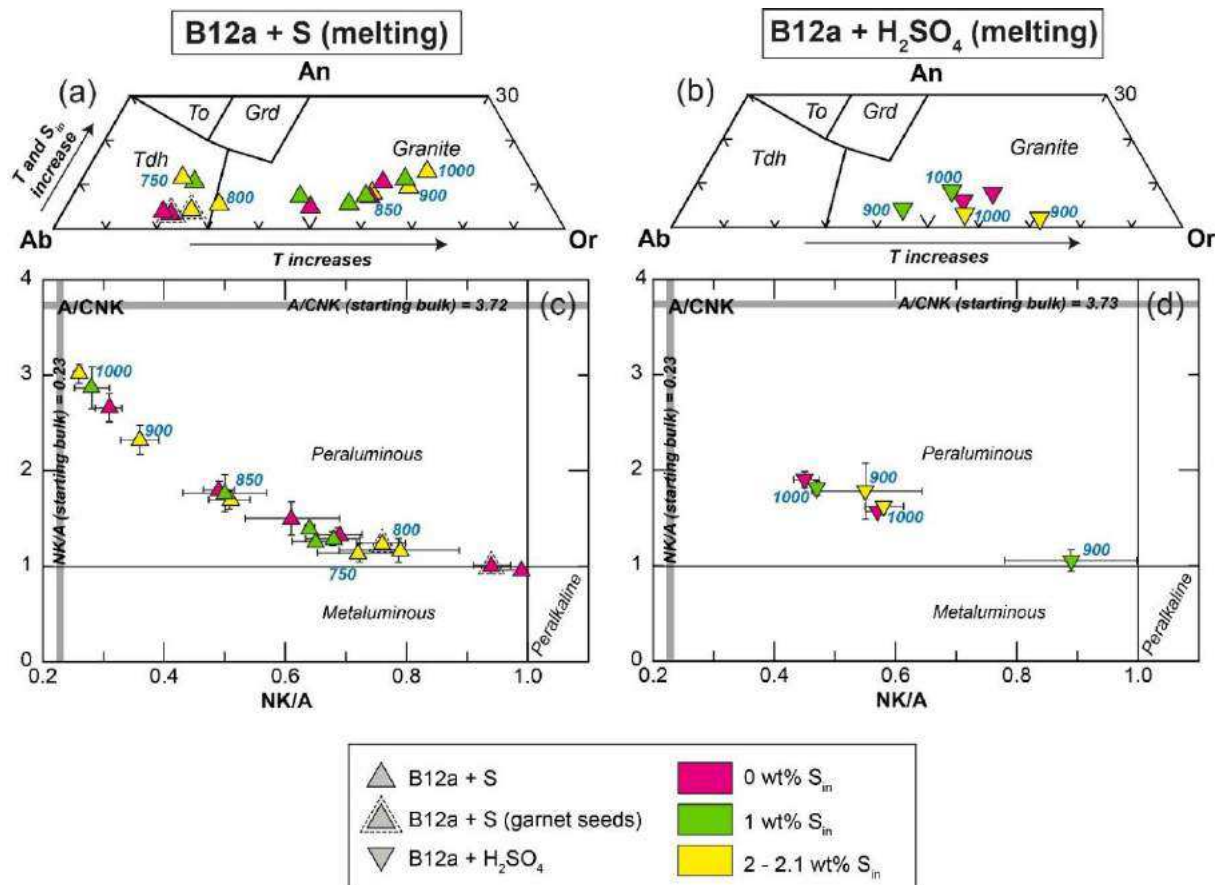 B12a + S (melting)
B12a + H₂SO₄ (melting)
(a)
An
To
Grd
30
T and S_in
increase
Tdh
Granite
750
800
850
900
1000
Ab
Or
T increases
(b)
An
To
Grd
30
Tdh
Granite
1000
900
1000
900
Ab
Or
T increases
(c)
A/CNK
A/CNK (starting bulk) = 3.72
NK/A (starting bulk) = 0.23
4
3
2
1
0
1000
900
850
800
750
Peraluminous
Metaluminous
Peralkaline
0.2
0.4
0.6
0.8
1.0
NK/A
(d)
A/CNK
A/CNK (starting bulk) = 3.73
NK/A (starting bulk) = 0.23
4
3
2
1
0
Peraluminous
900
1000
1000
900
Metaluminous
Peralkaline
0.2
0.4
0.6
0.8
1.0
NK/A
B12a + S
B12a + S (garnet seeds)
B12a + H₂SO₄
0 wt% S_in
1 wt% S_in
2 - 2.1 wt% S_in